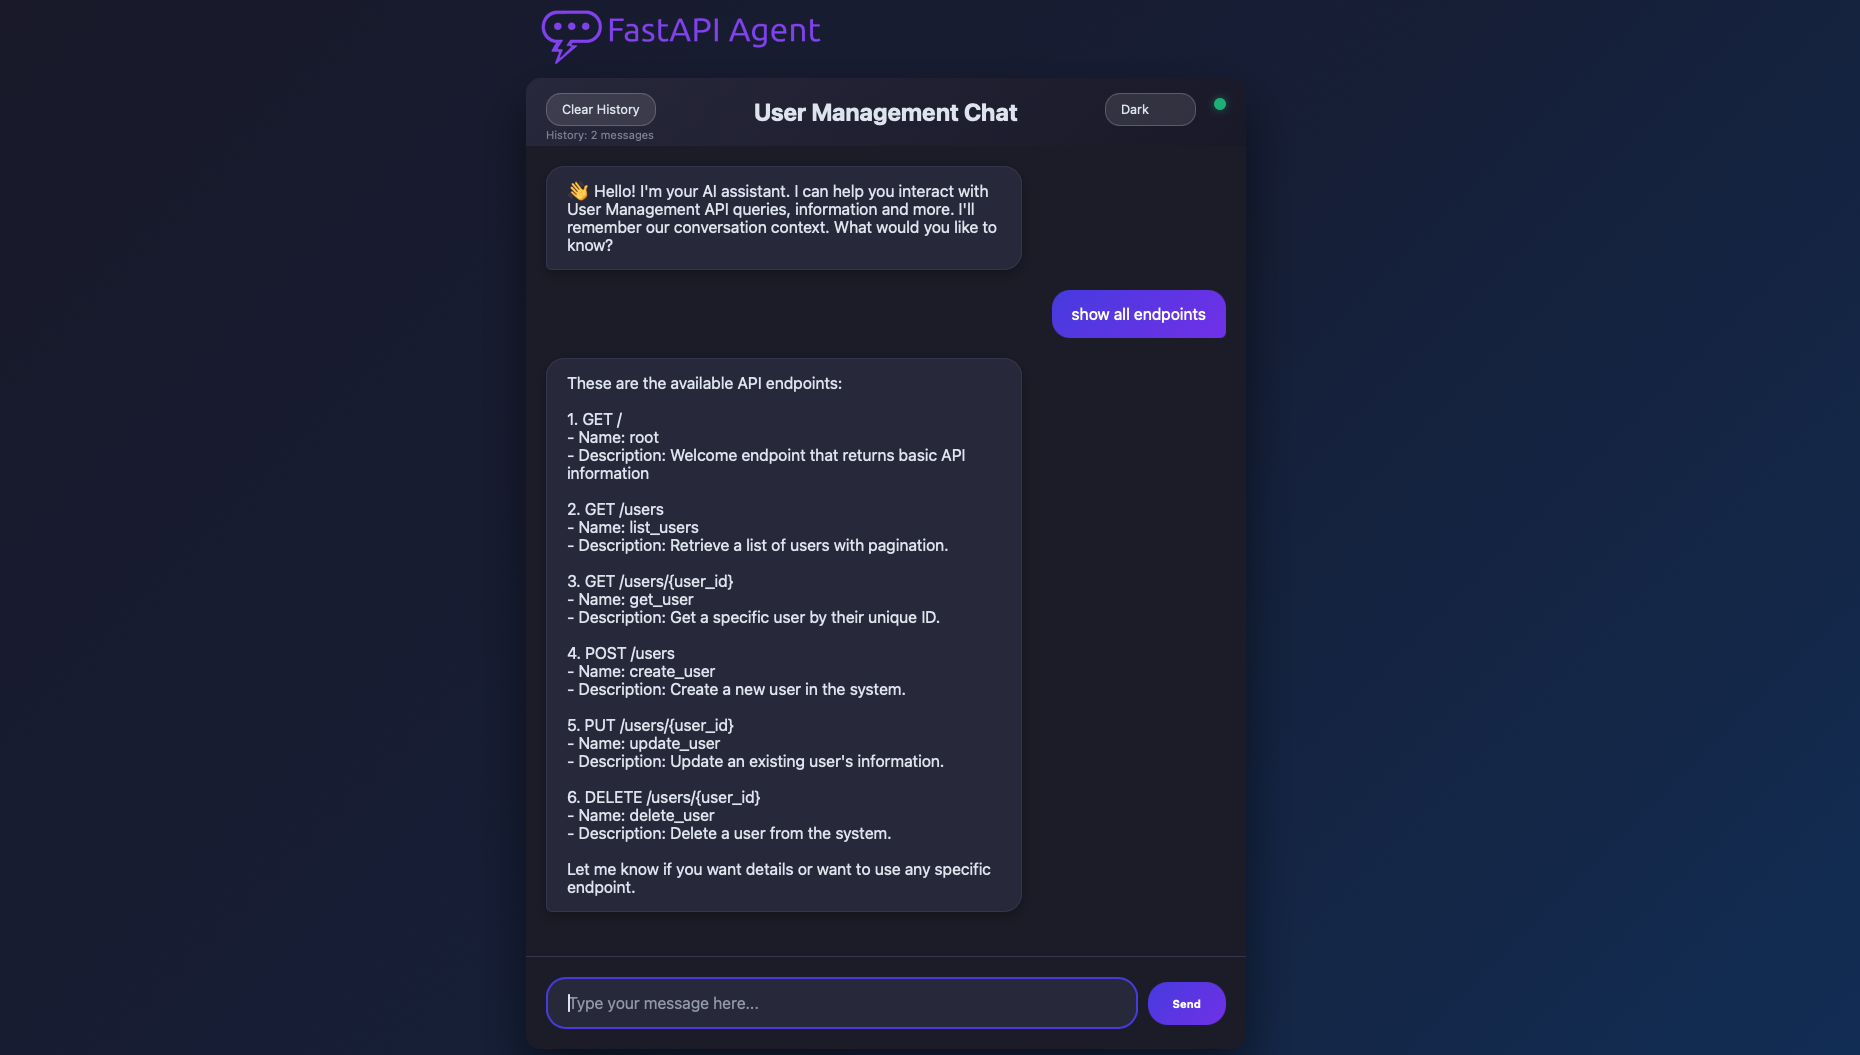 FastAPI Agent
Clear History
User Management Chat
Dark
History: 2 messages
👋 Hello! I'm your AI assistant. I can help you interact with
User Management API queries, information and more. I'll
remember our conversation context. What would you like to
know?
show all endpoints
These are the available API endpoints:
1. GET /
- Name: root
- Description: Welcome endpoint that returns basic API
information
2. GET /users
- Name: list_users
- Description: Retrieve a list of users with pagination.
3. GET /users/{user_id}
- Name: get_user
- Description: Get a specific user by their unique ID.
4. POST /users
- Name: create_user
- Description: Create a new user in the system.
5. PUT /users/{user_id}
- Name: update_user
- Description: Update an existing user's information.
6. DELETE /users/{user_id}
- Name: delete_user
- Description: Delete a user from the system.
Let me know if you want details or want to use any specific
endpoint.
Type your message here...
Send